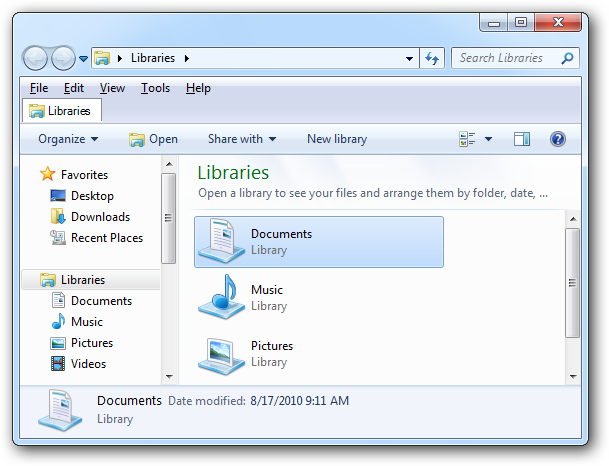 Libraries
Search Libraries
File Edit View Tools Help
Libraries
Organize Open Share with New library
Favorites
Desktop
Downloads
Recent Places
Libraries
Documents
Music
Pictures
Videos
Libraries
Open a library to see your files and arrange them by folder, date, ...
Documents
Library
Music
Library
Pictures
Library
Documents Date modified: 8/17/2010 9:11 AM
Library